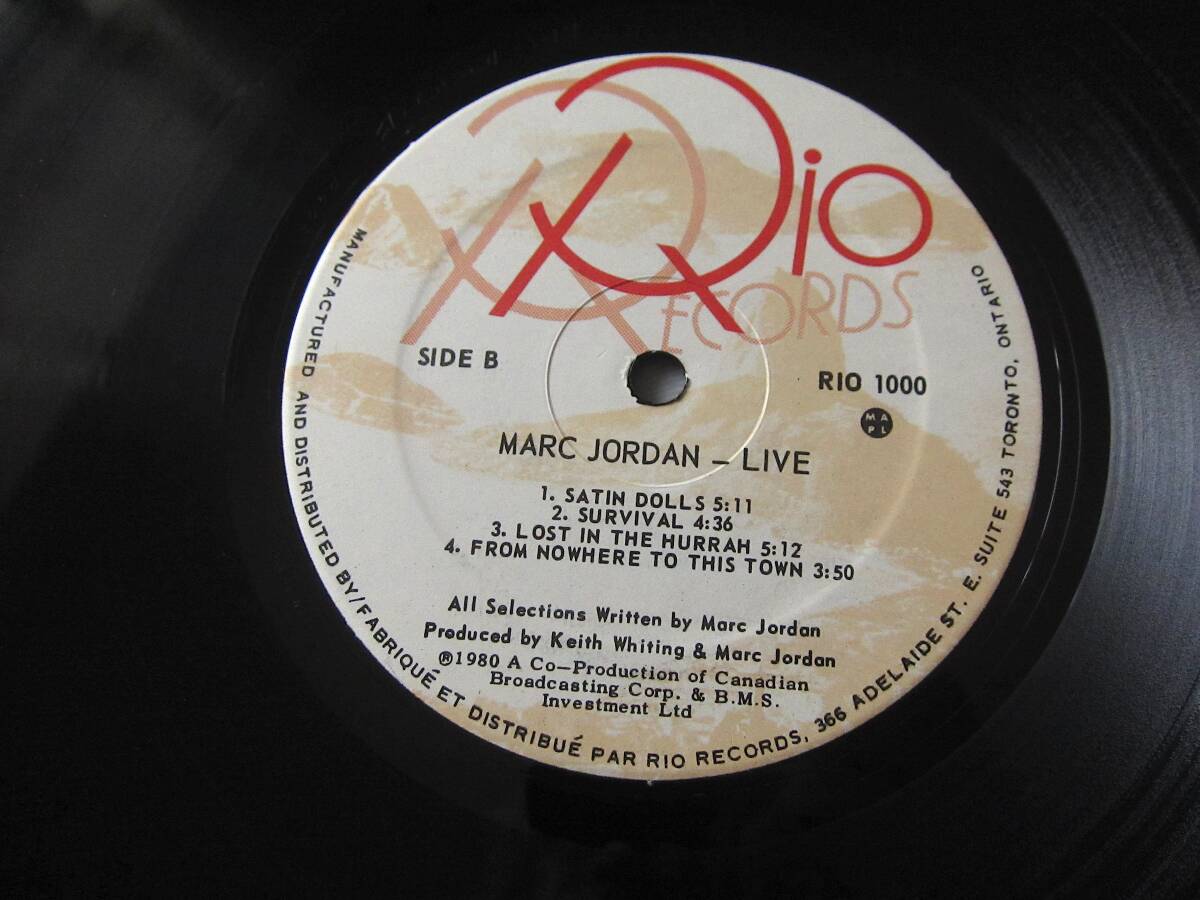 Rio
RECORDS
SIDE B
RIO 1000
MA
PL
MARC JORDAN – LIVE
1. SATIN DOLLS 5:11
2. SURVIVAL 4:36
3. LOST IN THE HURRAH 5:12
4. FROM NOWHERE TO THIS TOWN 3:50
All Selections Written by Marc Jordan
Produced by Keith Whiting & Marc Jordan
®1980 A Co–Production of Canadian
Broadcasting Corp. & B.M.S.
Investment Ltd
MANUFACTURED AND DISTRIBUTED BY/FABRIQUÉ ET DISTRIBUÉ PAR RIO RECORDS, 366 ADELAIDE ST. E. SUITE 543 TORONTO, ONTARIO